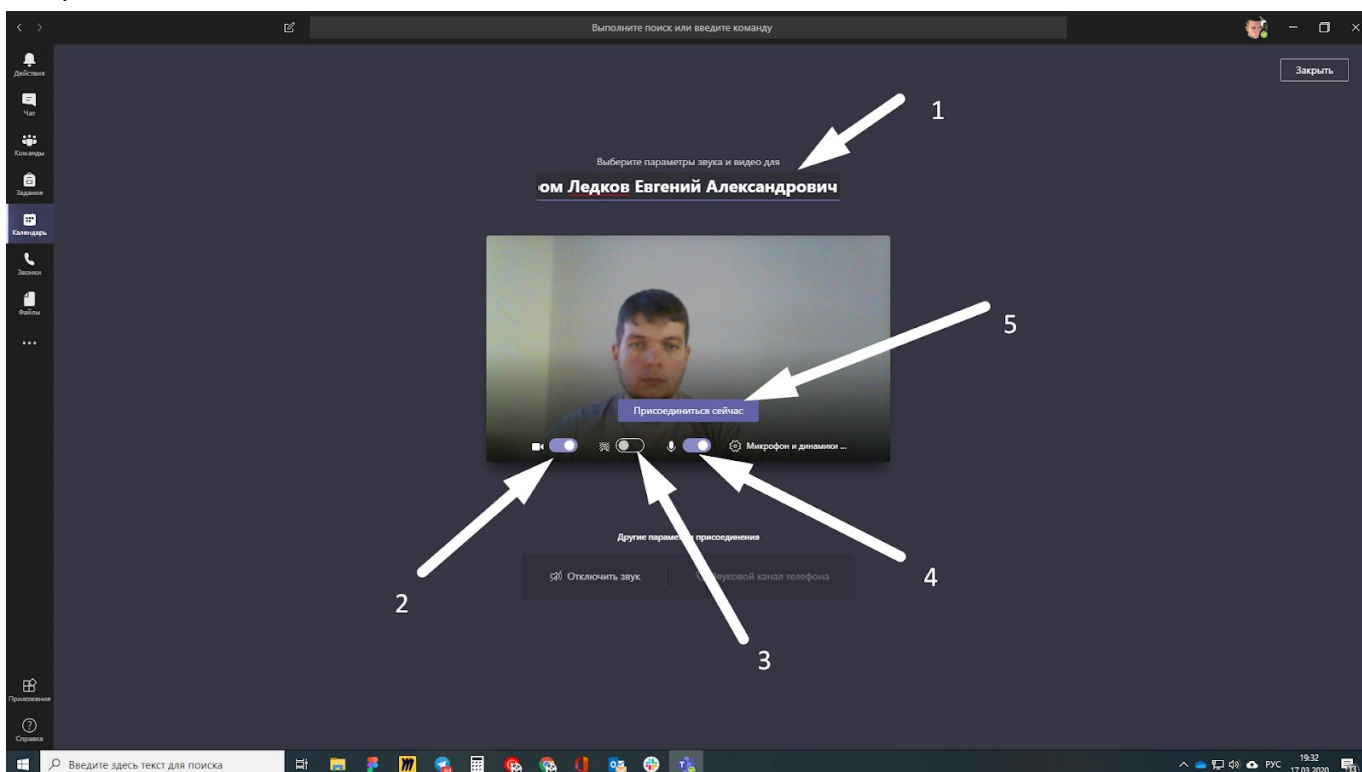 Выполните поиск или введите команду
Действия
Чат
Команды
Задания
Календарь
Звонки
Файлы
Закрыть
1
Выберите параметры звука и видео для
ом Ледков Евгений Александрович
5
Присоединиться сейчас
Микрофон и динамики ...
Другие параметры присоединения
Отключить звук
Звуковой канал телефона
4
2
3
Приложения
Справка
Введите здесь текст для поиска
РУС
19:32
17.03.2020